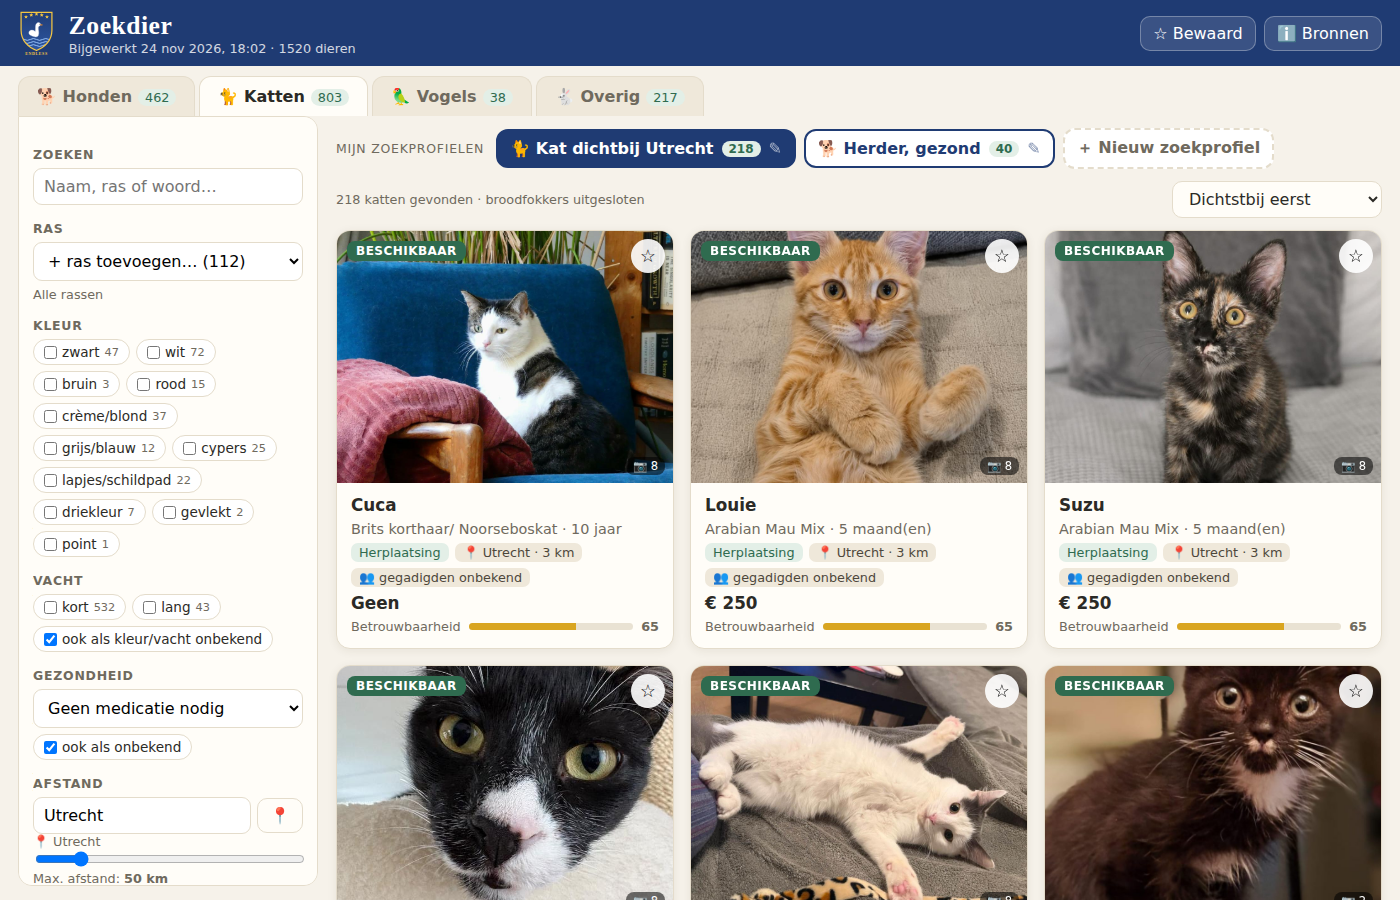 Zoekdier
Bijgewerkt 24 nov 2026, 18:02 · 1520 dieren
☆ Bewaard
ℹ️ Bronnen
🐕 Honden 462
🐈 Katten 803
🦜 Vogels 38
🐇 Overig 217
ZOEKEN
Naam, ras of woord...
RAS
+ ras toevoegen... (112)
Alle rassen
KLEUR
zwart 47
wit 72
bruin 3
rood 15
crème/blond 37
grijs/blauw 12
cypers 25
lapjes/schildpad 22
driekleur 7
gevlekt 2
point 1
VACHT
kort 532
lang 43
ook als kleur/vacht onbekend
GEZONDHEID
Geen medicatie nodig
ook als onbekend
AFSTAND
Utrecht
📍 Utrecht
Max. afstand: 50 km
MIJN ZOEKPROFIELEN
🐈 Kat dichtbij Utrecht 218 ✎
🐕 Herder, gezond 40 ✎
+ Nieuw zoekprofiel
218 katten gevonden · broodfokkers uitgesloten
Dichtstbij eerst
BESCHIKBAAR
📷 8
Cuca
Brits korthaar/ Noorseboskat · 10 jaar
Herplaatsing
📍 Utrecht · 3 km
👥 gegadigden onbekend
Geen
Betrouwbaarheid 65
BESCHIKBAAR
📷 8
Louie
Arabian Mau Mix · 5 maand(en)
Herplaatsing
📍 Utrecht · 3 km
👥 gegadigden onbekend
€ 250
Betrouwbaarheid 65
BESCHIKBAAR
📷 8
Suzu
Arabian Mau Mix · 5 maand(en)
Herplaatsing
📍 Utrecht · 3 km
👥 gegadigden onbekend
€ 250
Betrouwbaarheid 65
BESCHIKBAAR
BESCHIKBAAR
BESCHIKBAAR